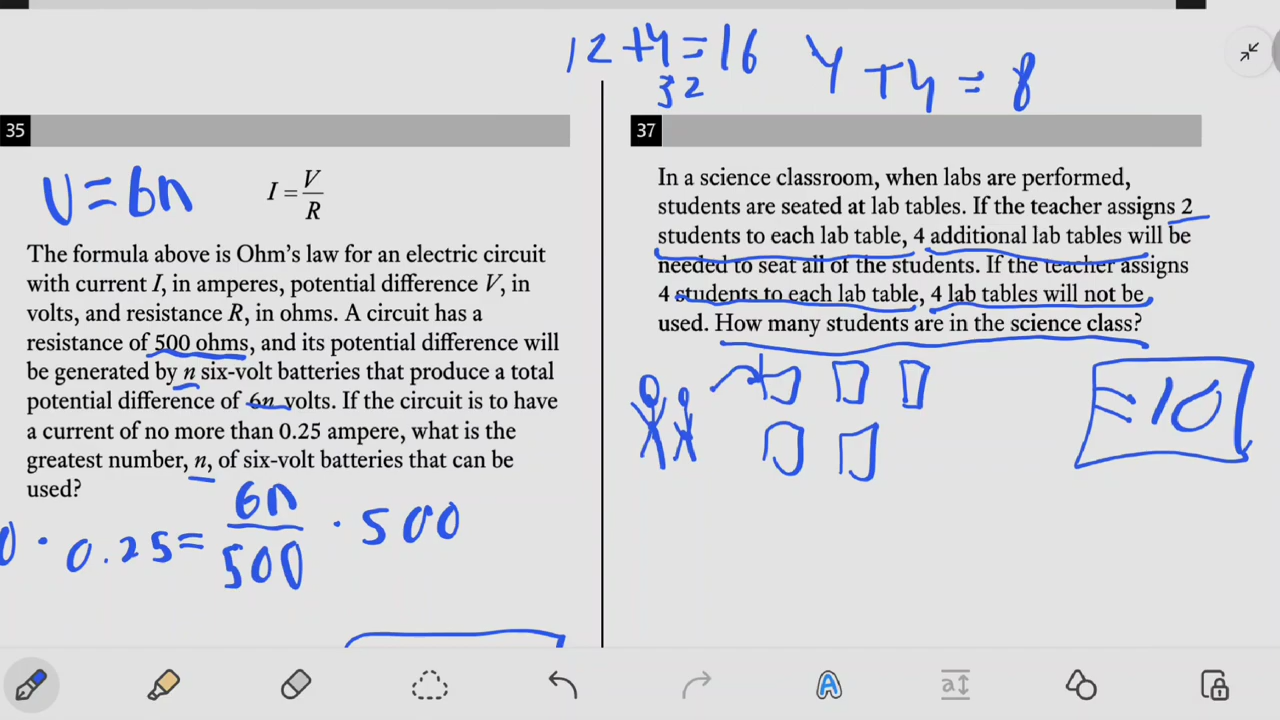 12 + 4 = 16
32
4 + 4 = 8
35
V = 6n
I = V/R
The formula above is Ohm's law for an electric circuit
with current I, in amperes, potential difference V, in
volts, and resistance R, in ohms. A circuit has a
resistance of 500 ohms, and its potential difference will
be generated by n six-volt batteries that produce a total
potential difference of 6n volts. If the circuit is to have
a current of no more than 0.25 ampere, what is the
greatest number, n, of six-volt batteries that can be
used?
0 · 0.25 = 6n/500 · 500
37
In a science classroom, when labs are performed,
students are seated at lab tables. If the teacher assigns 2
students to each lab table, 4 additional lab tables will be
needed to seat all of the students. If the teacher assigns
4 students to each lab table, 4 lab tables will not be
used. How many students are in the science class?
= 10
A
a